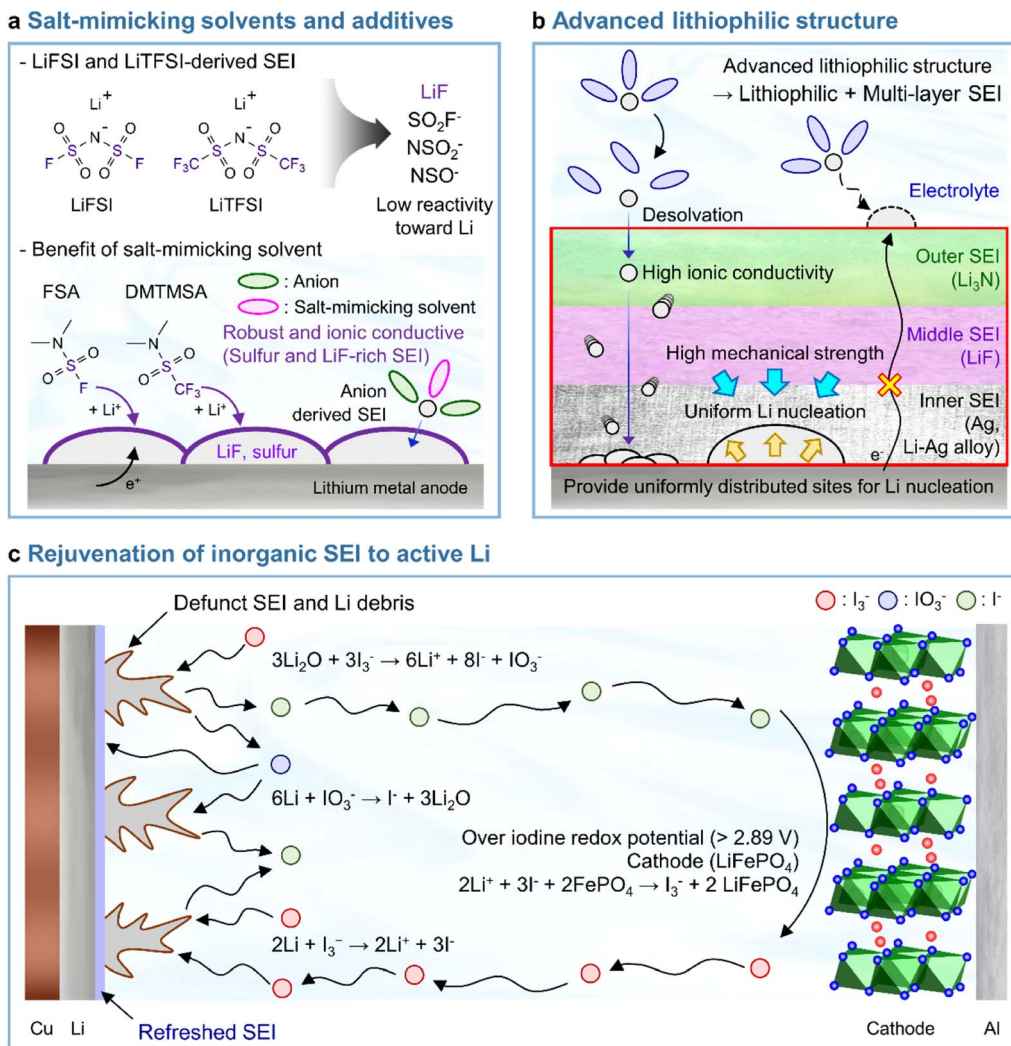 a Salt-mimicking solvents and additives
- LiFSI and LiTFSI-derived SEI
Li⁺
O
O
N⁻
S
S
F
O
O
F
LiFSI
Li⁺
O
O
N⁻
S
S
F₃C
O
O
CF₃
LiTFSI
LiF
SO₂F⁻
NSO₂⁻
NSO⁻
Low reactivity
toward Li
- Benefit of salt-mimicking solvent
FSA
N
O
S
O
F
DMTMSA
N
O
S
O
CF₃
: Anion
: Salt-mimicking solvent
Robust and ionic conductive
(Sulfur and LiF-rich SEI)
+ Li⁺
+ Li⁺
Anion
derived SEI
LiF, sulfur
e⁺
Lithium metal anode
b Advanced lithiophilic structure
Advanced lithiophilic structure
→ Lithiophilic + Multi-layer SEI
Electrolyte
Desolvation
Outer SEI
(Li₃N)
High ionic conductivity
Middle SEI
(LiF)
High mechanical strength
Inner SEI
(Ag,
Li-Ag alloy)
Uniform Li nucleation
e⁻
Provide uniformly distributed sites for Li nucleation
c Rejuvenation of inorganic SEI to active Li
Defunct SEI and Li debris
: I₃⁻
: IO₃⁻
: I⁻
3Li₂O + 3I₃⁻ → 6Li⁺ + 8I⁻ + IO₃⁻
6Li + IO₃⁻ → I⁻ + 3Li₂O
Over iodine redox potential (> 2.89 V)
Cathode (LiFePO₄)
2Li⁺ + 3I⁻ + 2FePO₄ → I₃⁻ + 2 LiFePO₄
2Li + I₃⁻ → 2Li⁺ + 3I⁻
Cu
Li
Refreshed SEI
Cathode
Al